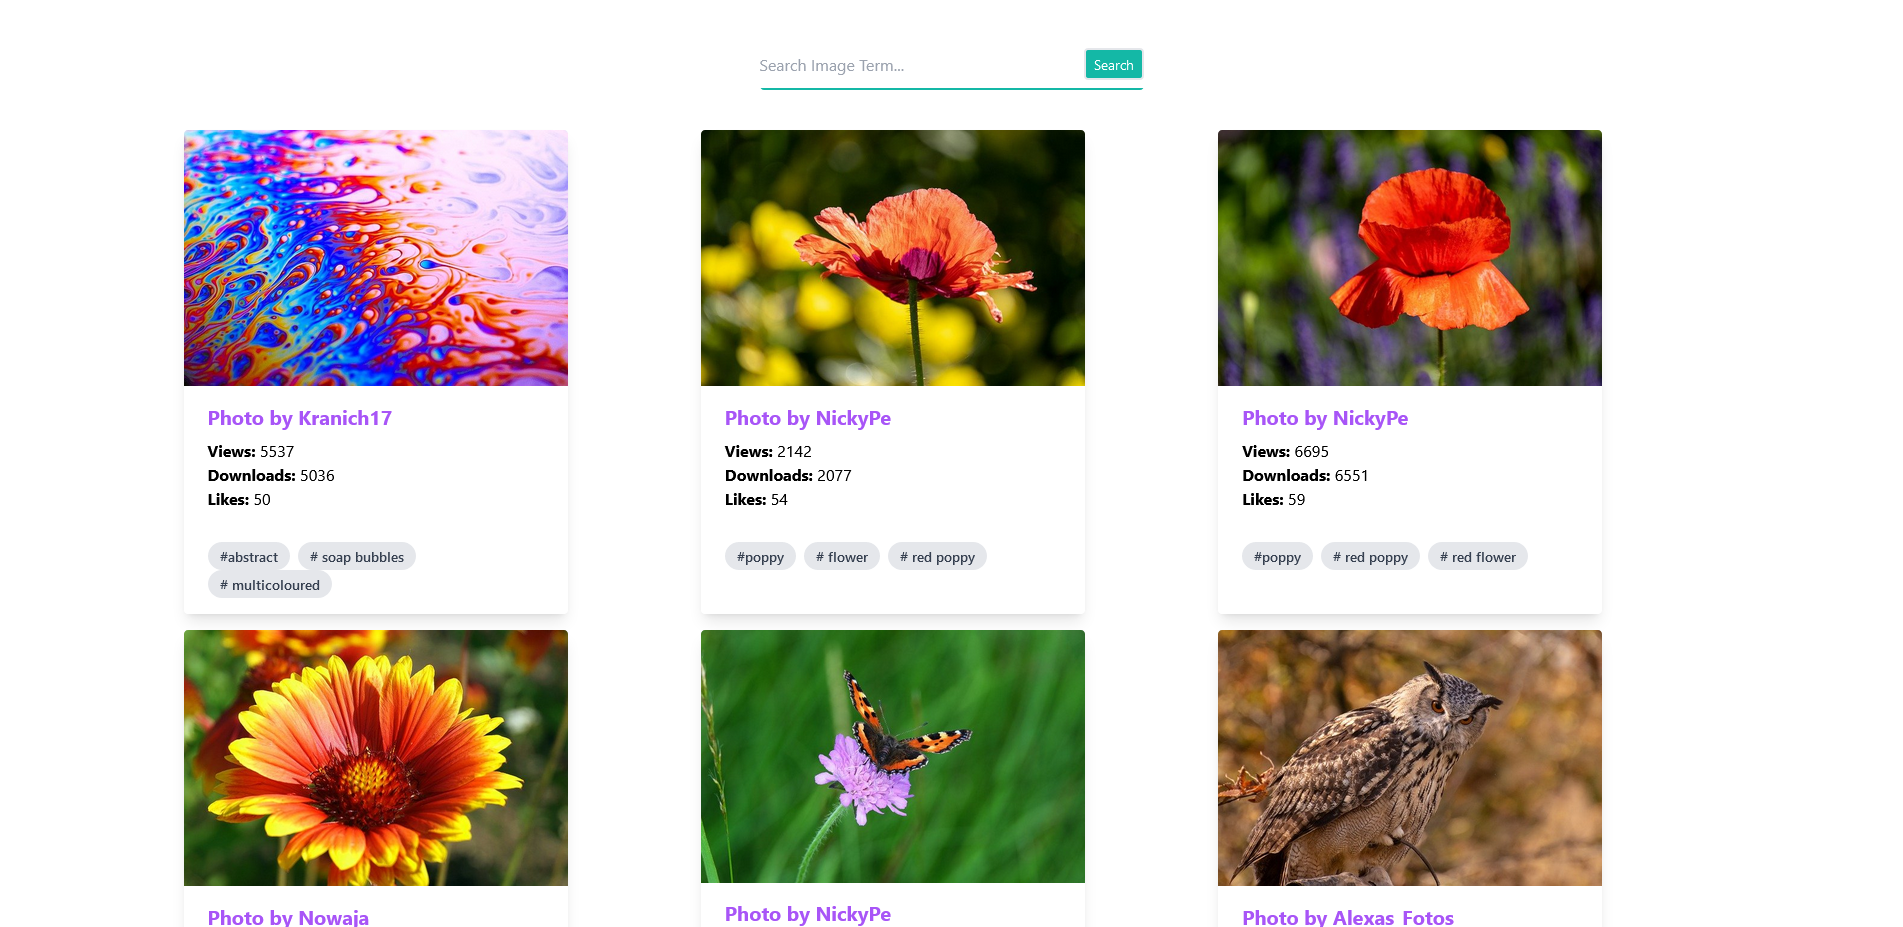 Search Image Term...
Search
Photo by Kranich17
Views: 5537
Downloads: 5036
Likes: 50
#abstract
# soap bubbles
# multicoloured
Photo by NickyPe
Views: 2142
Downloads: 2077
Likes: 54
#poppy
# flower
# red poppy
Photo by NickyPe
Views: 6695
Downloads: 6551
Likes: 59
#poppy
# red poppy
# red flower
Photo by Nowaja
Photo by NickyPe
Photo by Alexas_Fotos